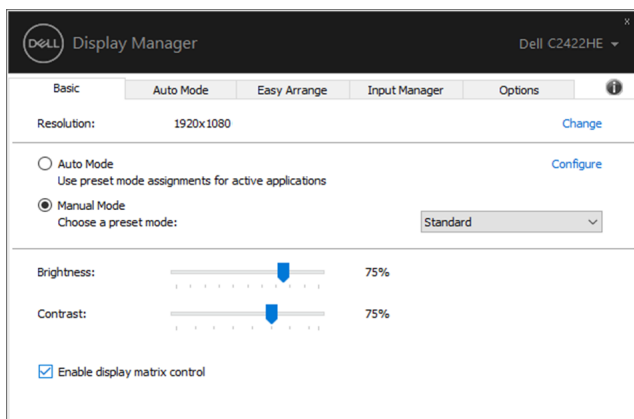 DELL Display Manager Dell C2422HE
Basic Auto Mode Easy Arrange Input Manager Options
Resolution: 1920x1080 Change
Auto Mode Configure
Use preset mode assignments for active applications
Manual Mode
Choose a preset mode: Standard
Brightness: 75%
Contrast: 75%
Enable display matrix control